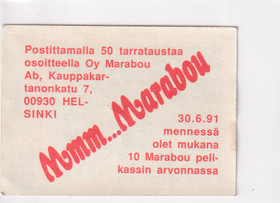 Postittamalla 50 tarrataustaa
osoitteella Oy Marabou
Ab, Kauppakar-
tanonkatu 7,
00930 HEL-
SINKI
Mmm...Marabou
30.6.91
mennessä
olet mukana
10 Marabou peli-
kassin arvonnassa